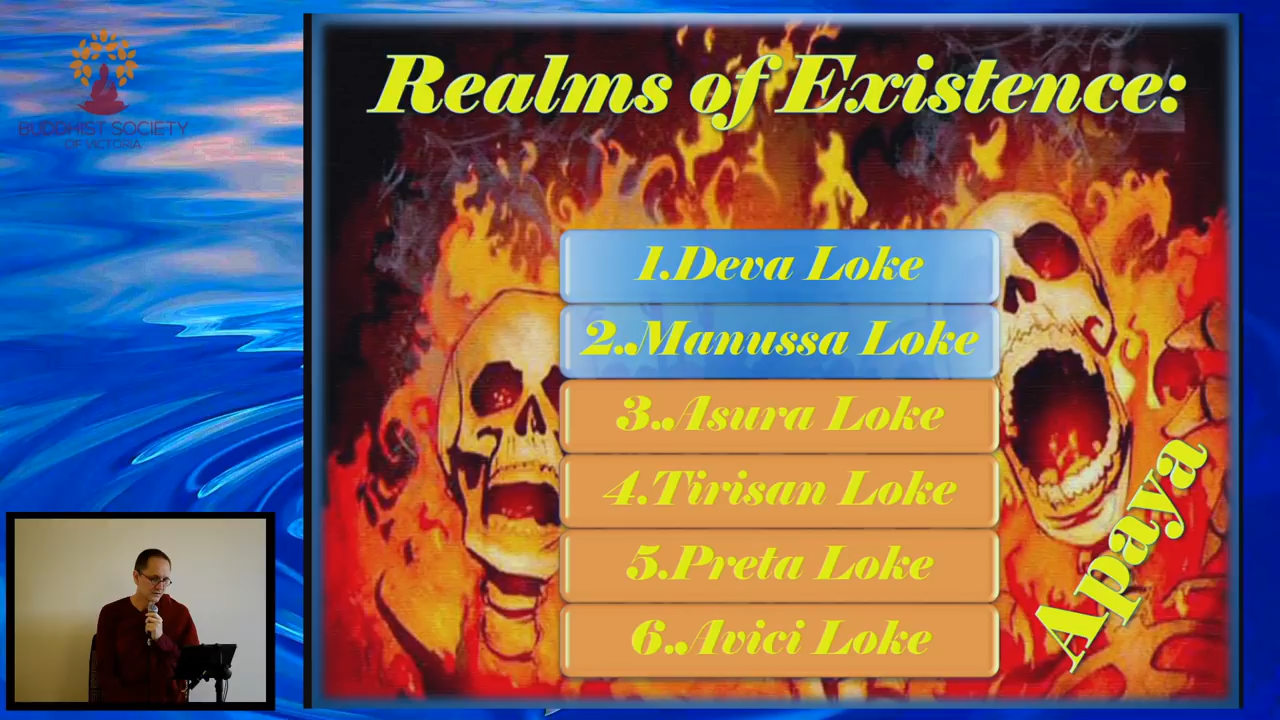 BUDDHIST SOCIETY
OF VICTORIA
Realms of Existence:
1.Deva Loke
2..Manussa Loke
3..Asura Loke
4.Tirisan Loke
5.Preta Loke
6..Avici Loke
Apaya